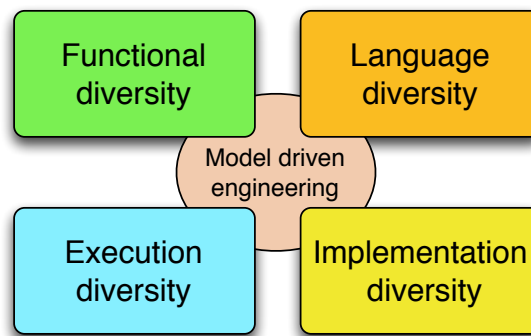 Functional
diversity
Language
diversity
Model driven
engineering
Execution
diversity
Implementation
diversity